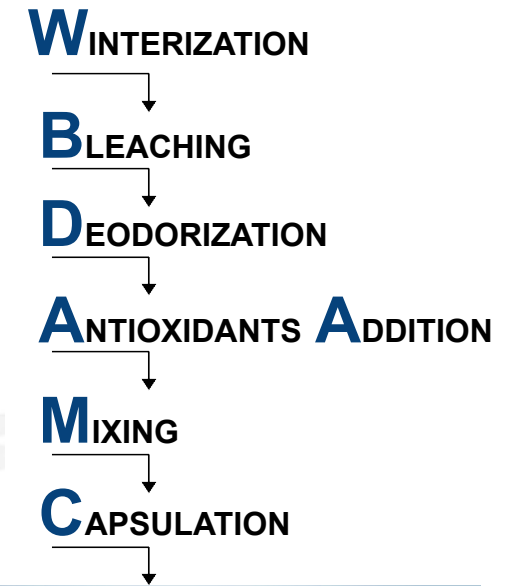 WINTERIZATION
BLEACHING
DEODORIZATION
ANTIOXIDANTS ADDITION
MIXING
CAPSULATION